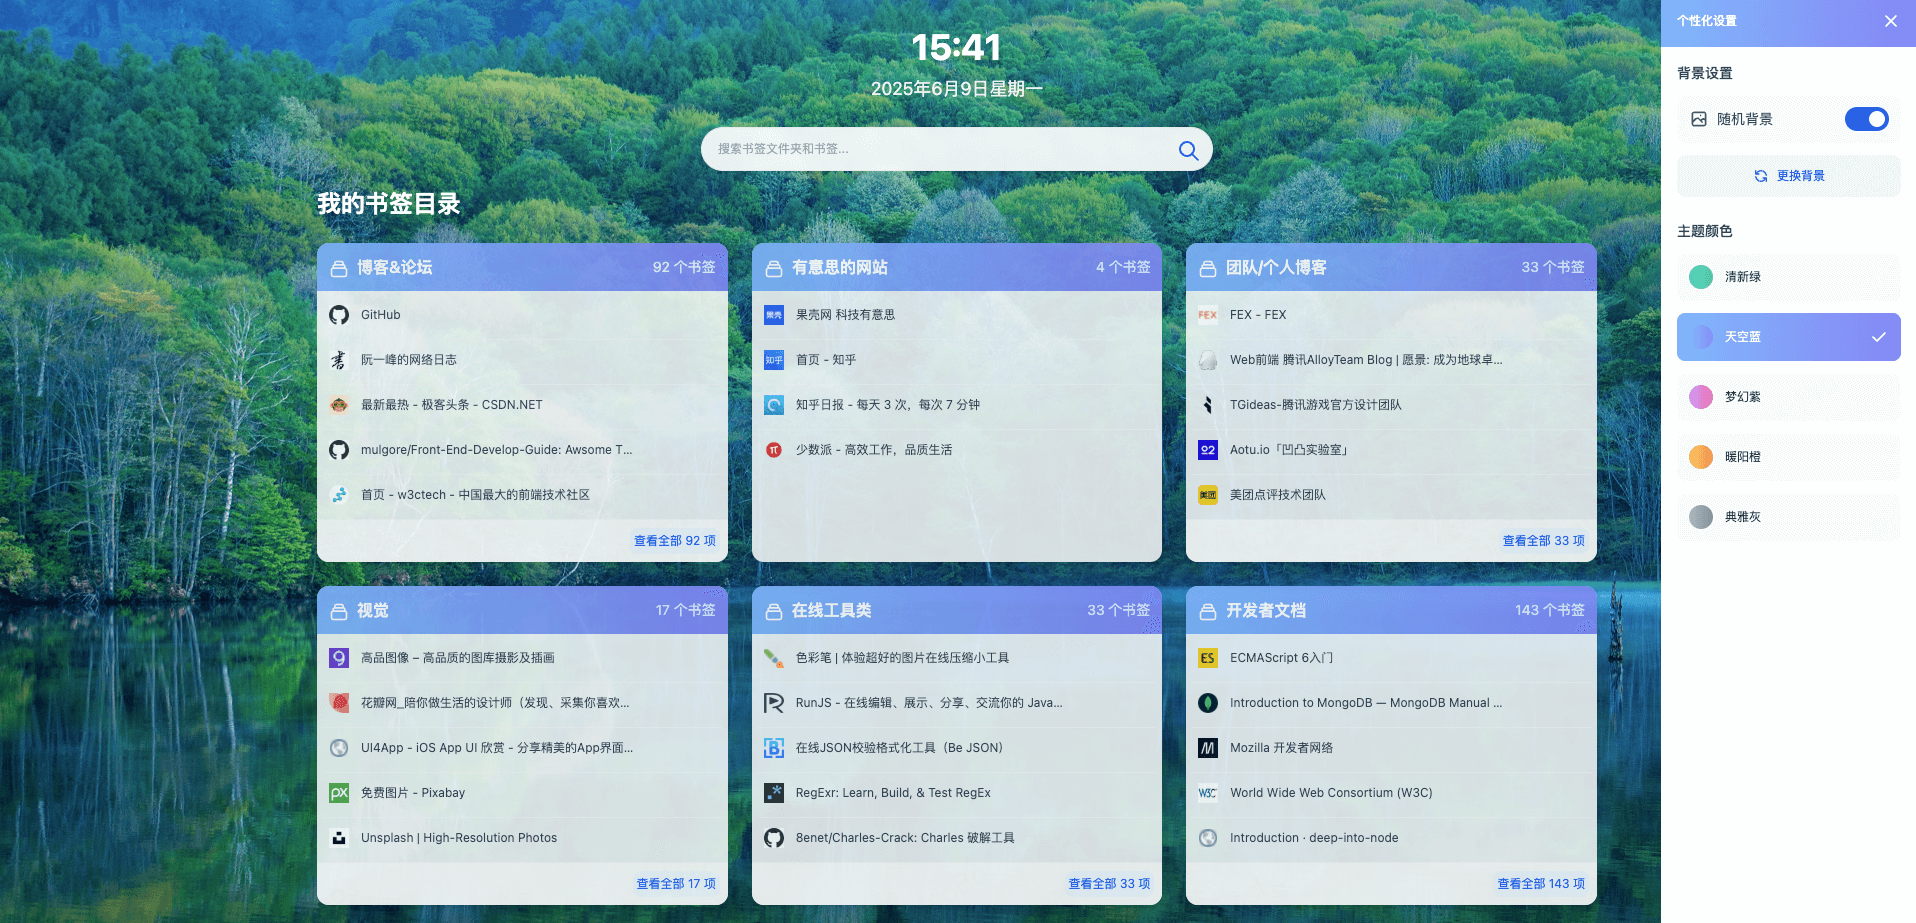 15:41
2025年6月9日星期一
搜索书签文件夹和书签...
我的书签目录
博客&论坛
92 个书签
GitHub
阮一峰的网络日志
最新最热 - 极客头条 - CSDN.NET
mulgore/Front-End-Develop-Guide: Awsome T...
首页 - w3ctech - 中国最大的前端技术社区
查看全部 92 项
有意思的网站
4 个书签
果壳
果壳网 科技有意思
知乎
首页 - 知乎
知乎日报 - 每天 3 次，每次 7 分钟
少数派 - 高效工作，品质生活
团队/个人博客
33 个书签
FEX
FEX - FEX
Web前端 腾讯AlloyTeam Blog | 愿景: 成为地球卓...
TGideas-腾讯游戏官方设计团队
Aotu.io「凹凸实验室」
美团
美团点评技术团队
查看全部 33 项
视觉
17 个书签
高品图像 – 高品质的图库摄影及插画
花瓣网_陪你做生活的设计师（发现、采集你喜欢...
UI4App - iOS App UI 欣赏 - 分享精美的App界面...
px
免费图片 - Pixabay
Unsplash | High-Resolution Photos
查看全部 17 项
在线工具类
33 个书签
色彩笔 | 体验超好的图片在线压缩小工具
RunJS - 在线编辑、展示、分享、交流你的 Java...
B
在线JSON校验格式化工具（Be JSON）
.*
RegExr: Learn, Build, & Test RegEx
8enet/Charles-Crack: Charles 破解工具
查看全部 33 项
开发者文档
143 个书签
ES
ECMAScript 6入门
Introduction to MongoDB — MongoDB Manual ...
M
Mozilla 开发者网络
W3C
World Wide Web Consortium (W3C)
Introduction · deep-into-node
查看全部 143 项
个性化设置
背景设置
随机背景
更换背景
主题颜色
清新绿
天空蓝
梦幻紫
暖阳橙
典雅灰